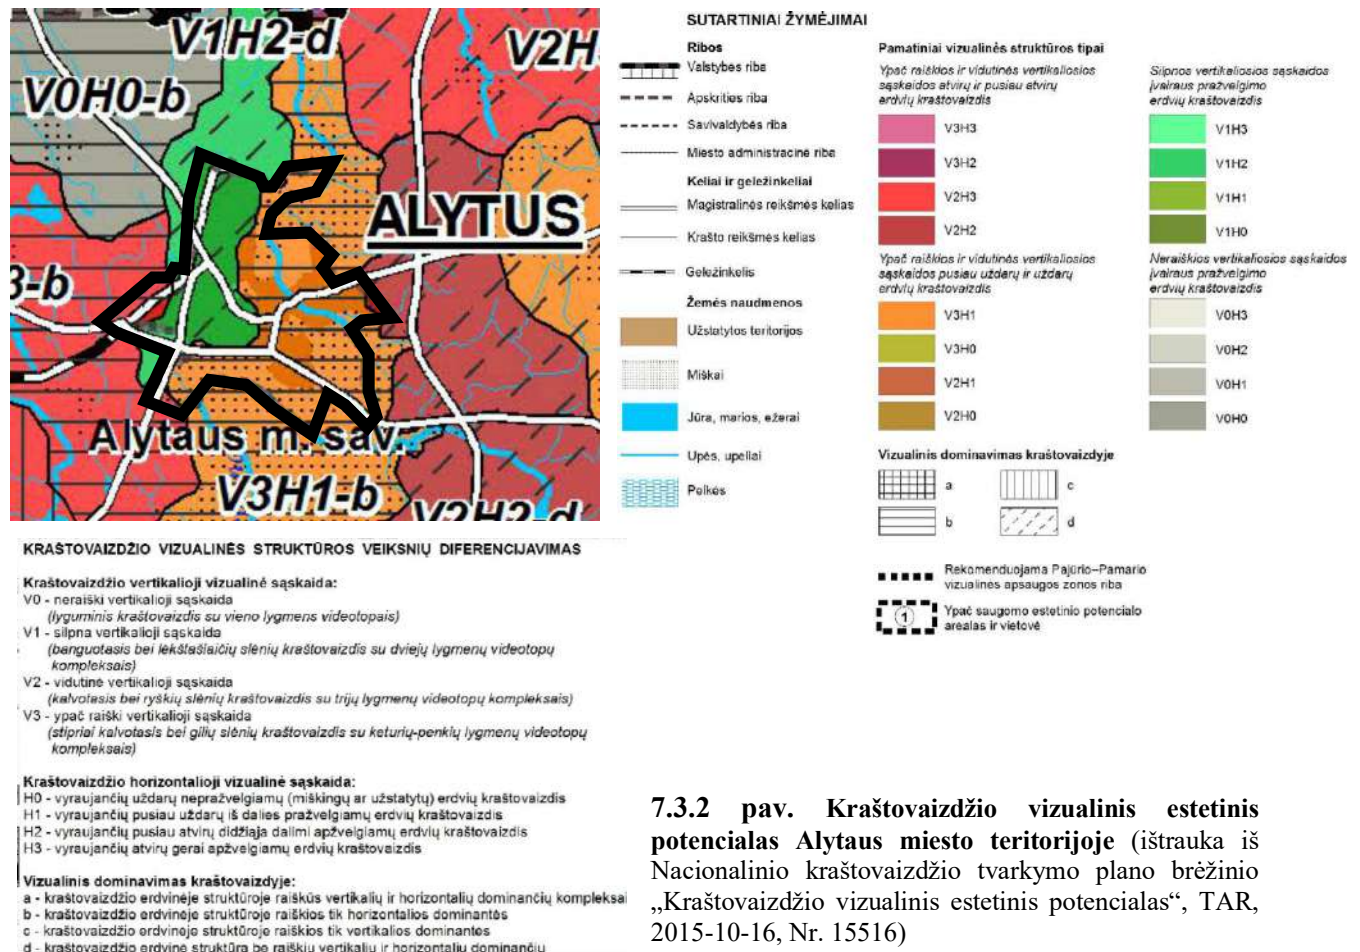 V1H2-d
V2H
V0H0-b
ALYTUS
3-b
Alytaus m. sav.
V3H1-b
V2H2-d
SUTARTINIAI ŽYMĖJIMAI
Ribos
Valstybės riba
Apskrities riba
Savivaldybės riba
Miesto administracinė riba
Keliai ir geležinkeliai
Magistralinės reikšmės kelias
Krašto reikšmės kelias
Geležinkelis
Žemės naudmenos
Užstatytos teritorijos
Miškai
Jūra, marios, ežerai
Upės, upeliai
Pelkės
Pamatiniai vizualinės struktūros tipai
Ypač raiškios ir vidutinės vertikaliosios
sąskaidos atvirų ir pusiau atvirų
erdvių kraštovaizdis
V3H3
V3H2
V2H3
V2H2
Ypač raiškios ir vidutinės vertikaliosios
sąskaidos pusiau uždarų ir uždarų
erdvių kraštovaizdis
V3H1
V3H0
V2H1
V2H0
Silpnos vertikaliosios sąskaidos
įvairaus pražvelgimo
erdvių kraštovaizdis
V1H3
V1H2
V1H1
V1H0
Neraiškios vertikaliosios sąskaidos
įvairaus pražvelgimo
erdvių kraštovaizdis
V0H3
V0H2
V0H1
V0H0
Vizualinis dominavimas kraštovaizdyje
a
c
b
d
Rekomenduojama Pajūrio–Pamario
vizualinės apsaugos zonos riba
1
Ypač saugomo estetinio potencialo
arealas ir vietovė
KRAŠTOVAIZDŽIO VIZUALINĖS STRUKTŪROS VEIKSNIŲ DIFERENCIJAVIMAS
Kraštovaizdžio vertikalioji vizualinė sąskaida:
V0 - neraiški vertikalioji sąskaida
(lyguminis kraštovaizdis su vieno lygmens videotopais)
V1 - silpna vertikalioji sąskaida
(banguotasis bei lėkštašlaičių slėnių kraštovaizdis su dviejų lygmenų videotopų
kompleksais)
V2 - vidutinė vertikalioji sąskaida
(kalvotasis bei ryškių slėnių kraštovaizdis su trijų lygmenų videotopų kompleksais)
V3 - ypač raiški vertikalioji sąskaida
(stipriai kalvotasis bei gilių slėnių kraštovaizdis su keturių-penkių lygmenų videotopų
kompleksais)
Kraštovaizdžio horizontalioji vizualinė sąskaida:
H0 - vyraujančių uždarų nepražvelgiamų (miškingų ar užstatytų) erdvių kraštovaizdis
H1 - vyraujančių pusiau uždarų iš dalies pražvelgiamų erdvių kraštovaizdis
H2 - vyraujančių pusiau atvirų didžiąja dalimi apžvelgiamų erdvių kraštovaizdis
H3 - vyraujančių atvirų gerai apžvelgiamų erdvių kraštovaizdis
Vizualinis dominavimas kraštovaizdyje:
a - kraštovaizdžio erdvinėje struktūroje raiškūs vertikalių ir horizontalių dominančių kompleksai
b - kraštovaizdžio erdvinėje struktūroje raiškios tik horizontalios dominantės
c - kraštovaizdžio erdvinėje struktūroje raiškios tik vertikalios dominantės
d - kraštovaizdžio erdvinė struktūra be raiškių vertikalių ir horizontalių dominančių
7.3.2 pav. Kraštovaizdžio vizualinis estetinis
potencialas Alytaus miesto teritorijoje (ištrauka iš
Nacionalinio kraštovaizdžio tvarkymo plano brėžinio
„Kraštovaizdžio vizualinis estetinis potencialas“, TAR,
2015-10-16, Nr. 15516)